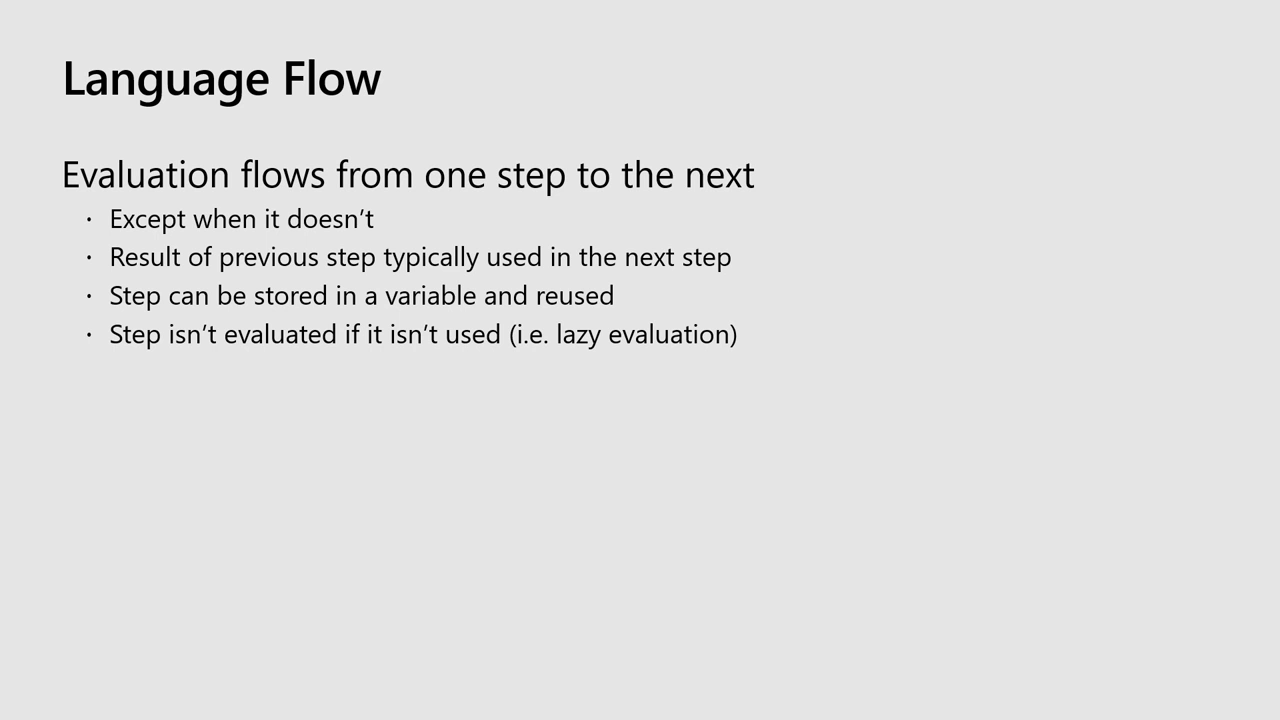 Language Flow
Evaluation flows from one step to the next
· Except when it doesn’t
· Result of previous step typically used in the next step
· Step can be stored in a variable and reused
· Step isn’t evaluated if it isn’t used (i.e. lazy evaluation)